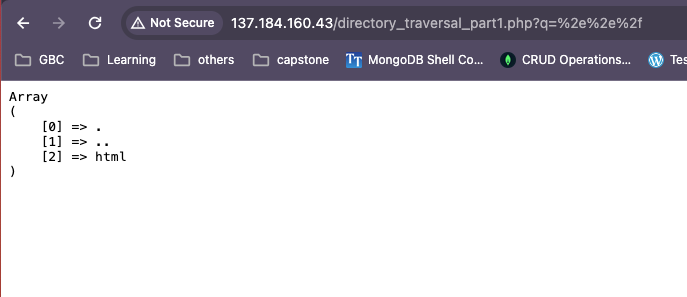 Not Secure 137.184.160.43/directory_traversal_part1.php?q=%2e%2e%2f
GBC Learning others capstone TT MongoDB Shell Co... CRUD Operations... Tes
Array
(
    [0] => .
    [1] => ..
    [2] => html
)